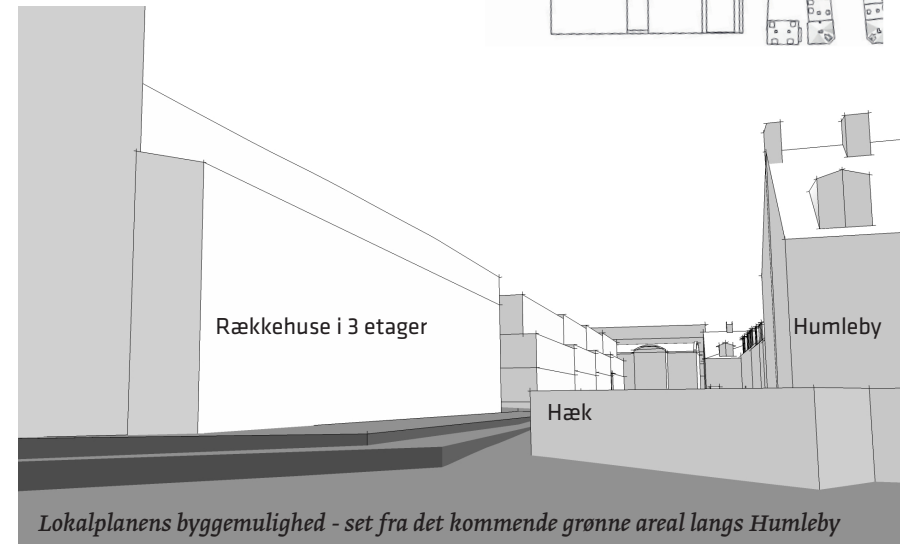 Rækkehuse i 3 etager
Humleby
Hæk
Lokalplanens byggemulighed - set fra det kommende grønne areal langs Humleby